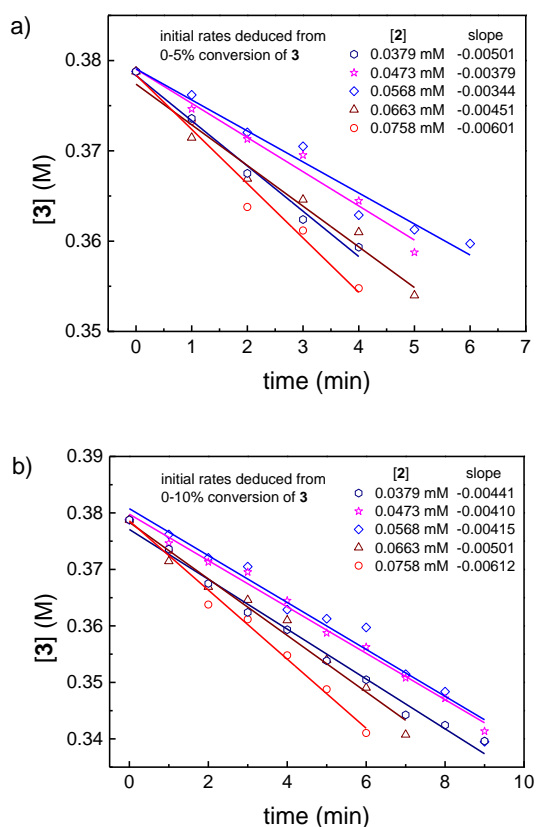 a)
initial rates deduced from
0-5% conversion of 3
[2] slope
0.0379 mM -0.00501
0.0473 mM -0.00379
0.0568 mM -0.00344
0.0663 mM -0.00451
0.0758 mM -0.00601
0.38
0.37
0.36
0.35
[3] (M)
0 1 2 3 4 5 6 7
time (min)
b)
initial rates deduced from
0-10% conversion of 3
[2] slope
0.0379 mM -0.00441
0.0473 mM -0.00410
0.0568 mM -0.00415
0.0663 mM -0.00501
0.0758 mM -0.00612
0.39
0.38
0.37
0.36
0.35
0.34
[3] (M)
0 2 4 6 8 10
time (min)